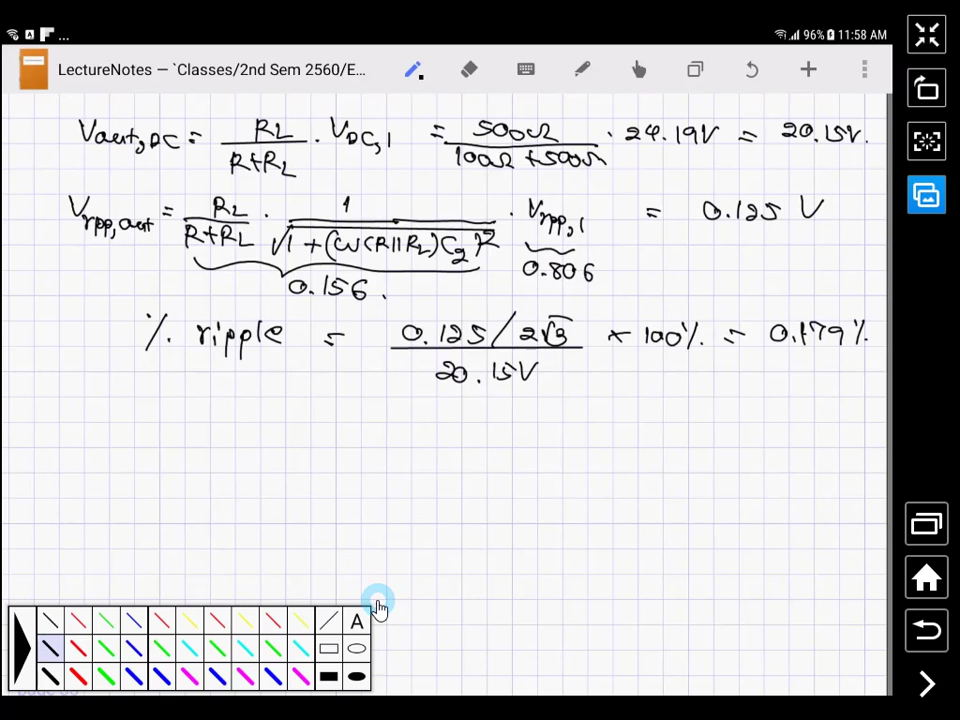 96% 11:58 AM
LectureNotes — `Classes/2nd Sem 2560/E...
Vout,DC = RL / (R+RL) · VDC,1 = 500Ω / (100Ω + 500Ω) · 24.19V = 20.15V.
Vrpp,out = RL / (R+RL) · 1 / √(1 + (ω(R||RL)C2)²) · Vrpp,1 = 0.125 V
0.156 . 0.806
% ripple = (0.125 / 2√3) / 20.15V × 100% = 0.179%
A